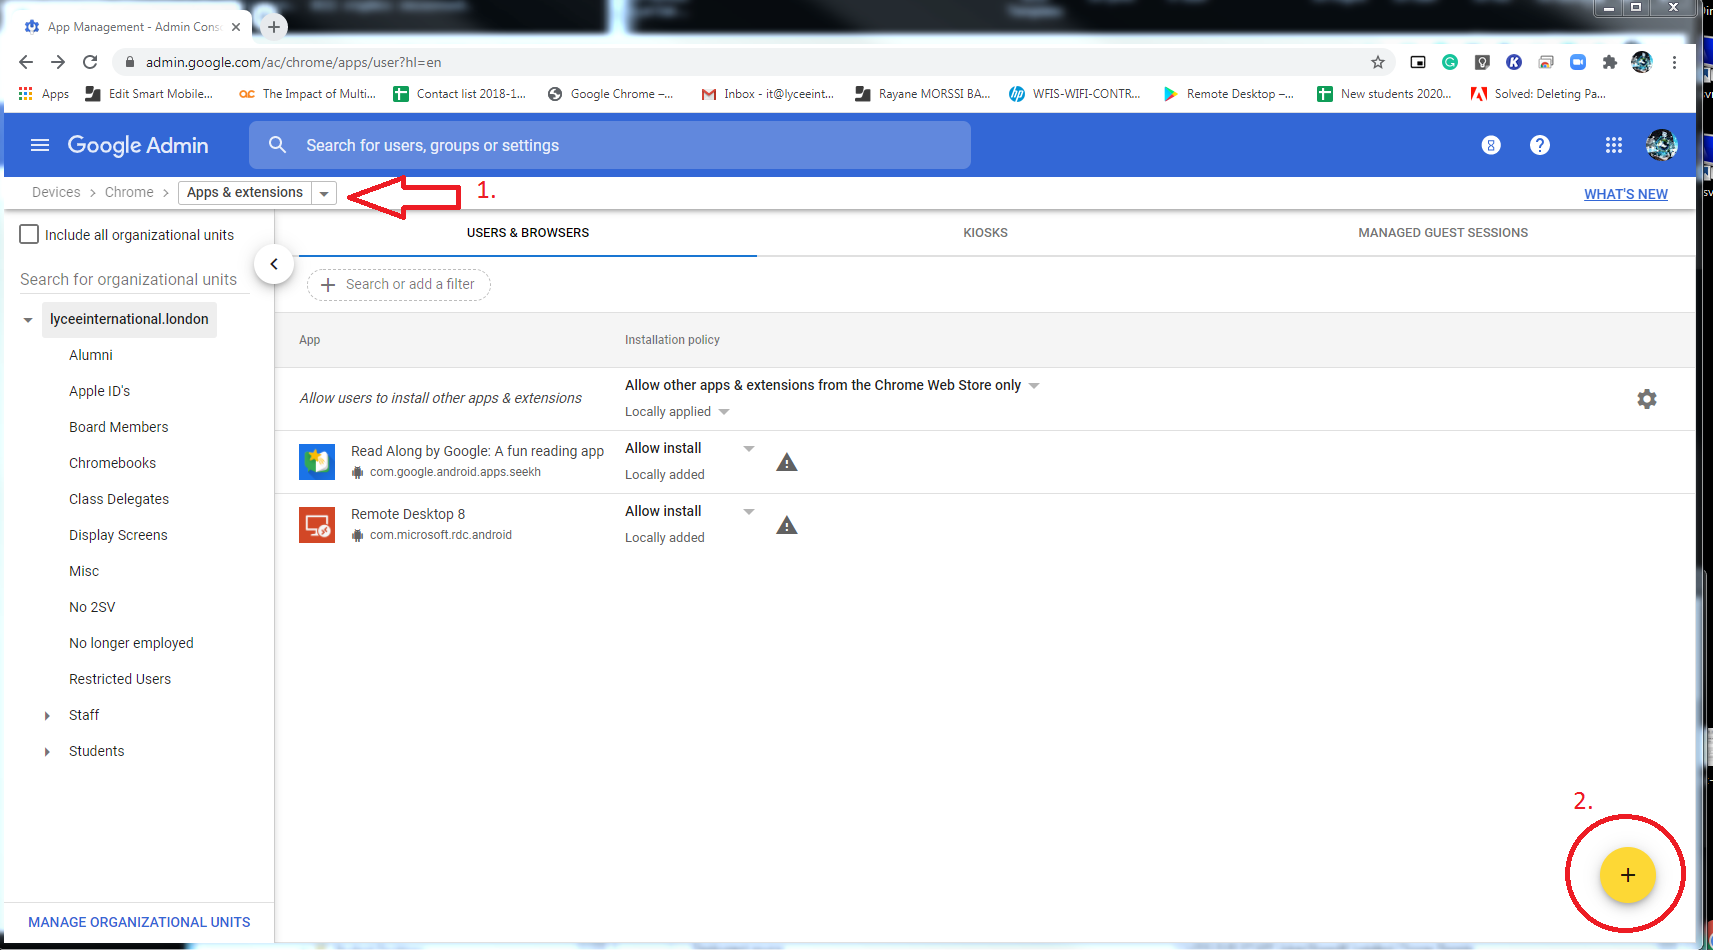 App Management - Admin Cons
admin.google.com/ac/chrome/apps/user?hl=en
Apps
Edit Smart Mobile...
The Impact of Multi...
Contact list 2018-1...
Google Chrome –...
Inbox - it@lyceeint...
Rayane MORSSI BA...
WFIS-WIFI-CONTR...
Remote Desktop –...
New students 2020...
Solved: Deleting Pa...
Google Admin
Search for users, groups or settings
Devices > Chrome > Apps & extensions
1.
WHAT'S NEW
Include all organizational units
USERS & BROWSERS
KIOSKS
MANAGED GUEST SESSIONS
Search for organizational units
Search or add a filter
lyceeinternational.london
Alumni
Apple ID's
Board Members
Chromebooks
Class Delegates
Display Screens
Misc
No 2SV
No longer employed
Restricted Users
Staff
Students
MANAGE ORGANIZATIONAL UNITS
App
Installation policy
Allow users to install other apps & extensions
Allow other apps & extensions from the Chrome Web Store only
Locally applied
Read Along by Google: A fun reading app
com.google.android.apps.seekh
Allow install
Locally added
Remote Desktop 8
com.microsoft.rdc.android
Allow install
Locally added
2.